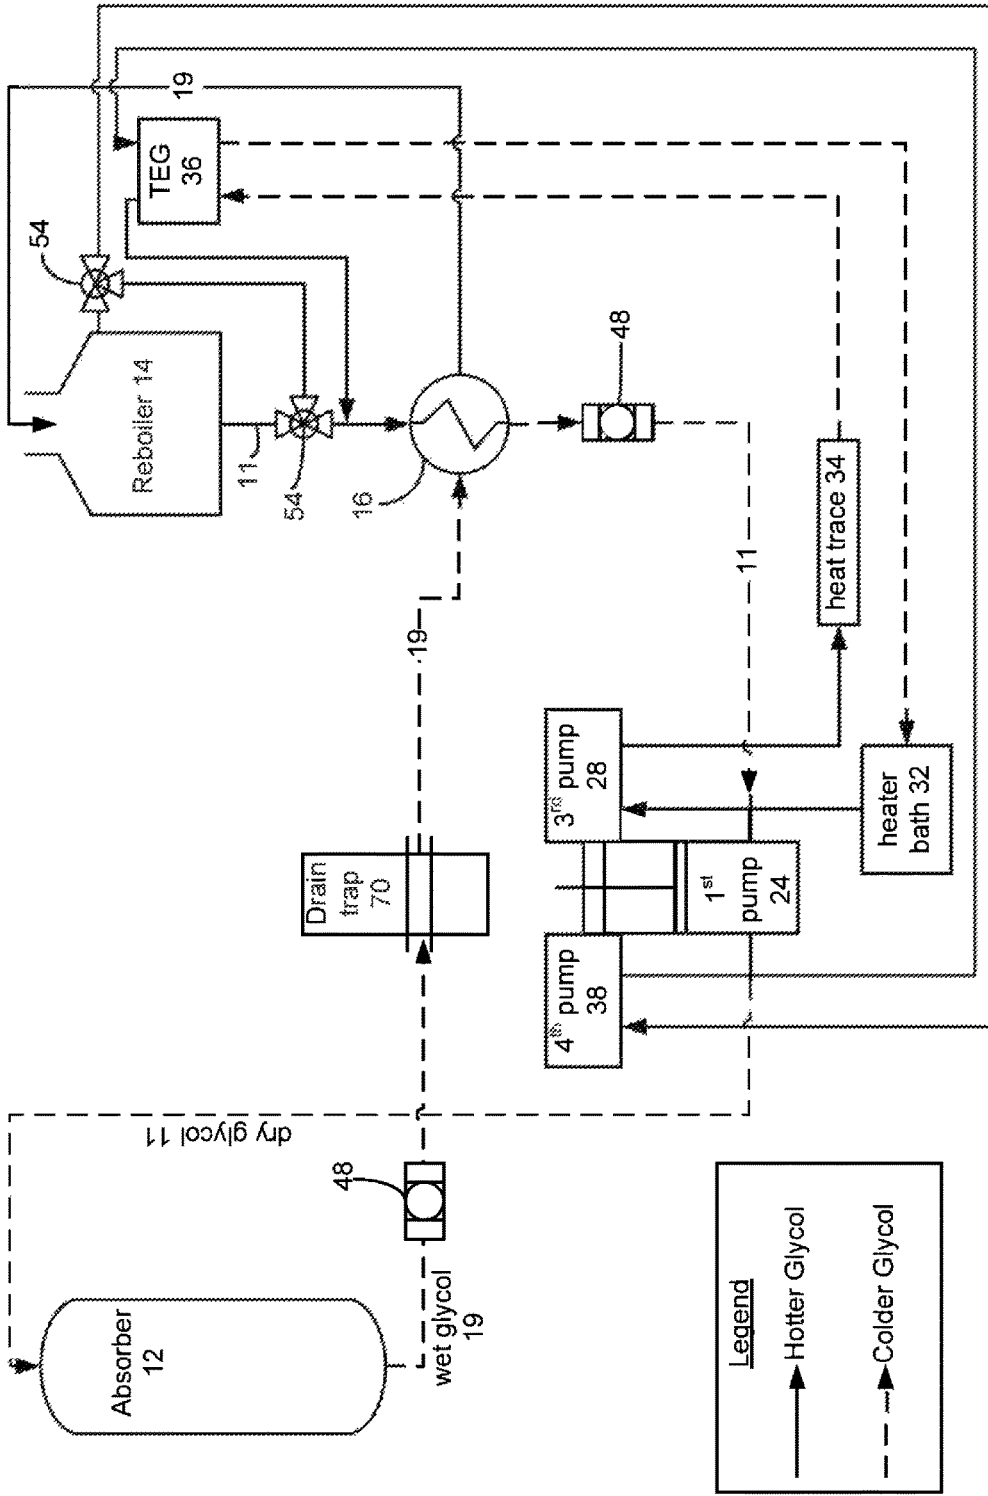 Absorber
12
wet glycol
19
48
dry glycol 11
Drain
trap
70
19
4th pump
38
1st
pump
24
3rd pump
28
heater
bath 32
heat trace 34
11
48
16
54
11
Reboiler 14
54
TEG
36
19
Legend
Hotter Glycol
Colder Glycol